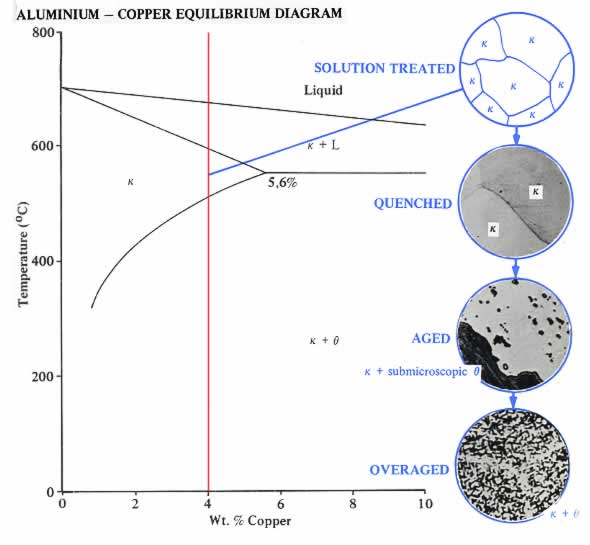 ALUMINIUM – COPPER EQUILIBRIUM DIAGRAM
800
600
400
200
0
Temperature (°C)
0
2
4
6
8
10
Wt. % Copper
Liquid
κ + L
κ
5,6%
κ + θ
SOLUTION TREATED
κ
κ
κ
κ
κ
κ
κ
QUENCHED
κ
κ
AGED
κ + submicroscopic θ
OVERAGED
κ + θ